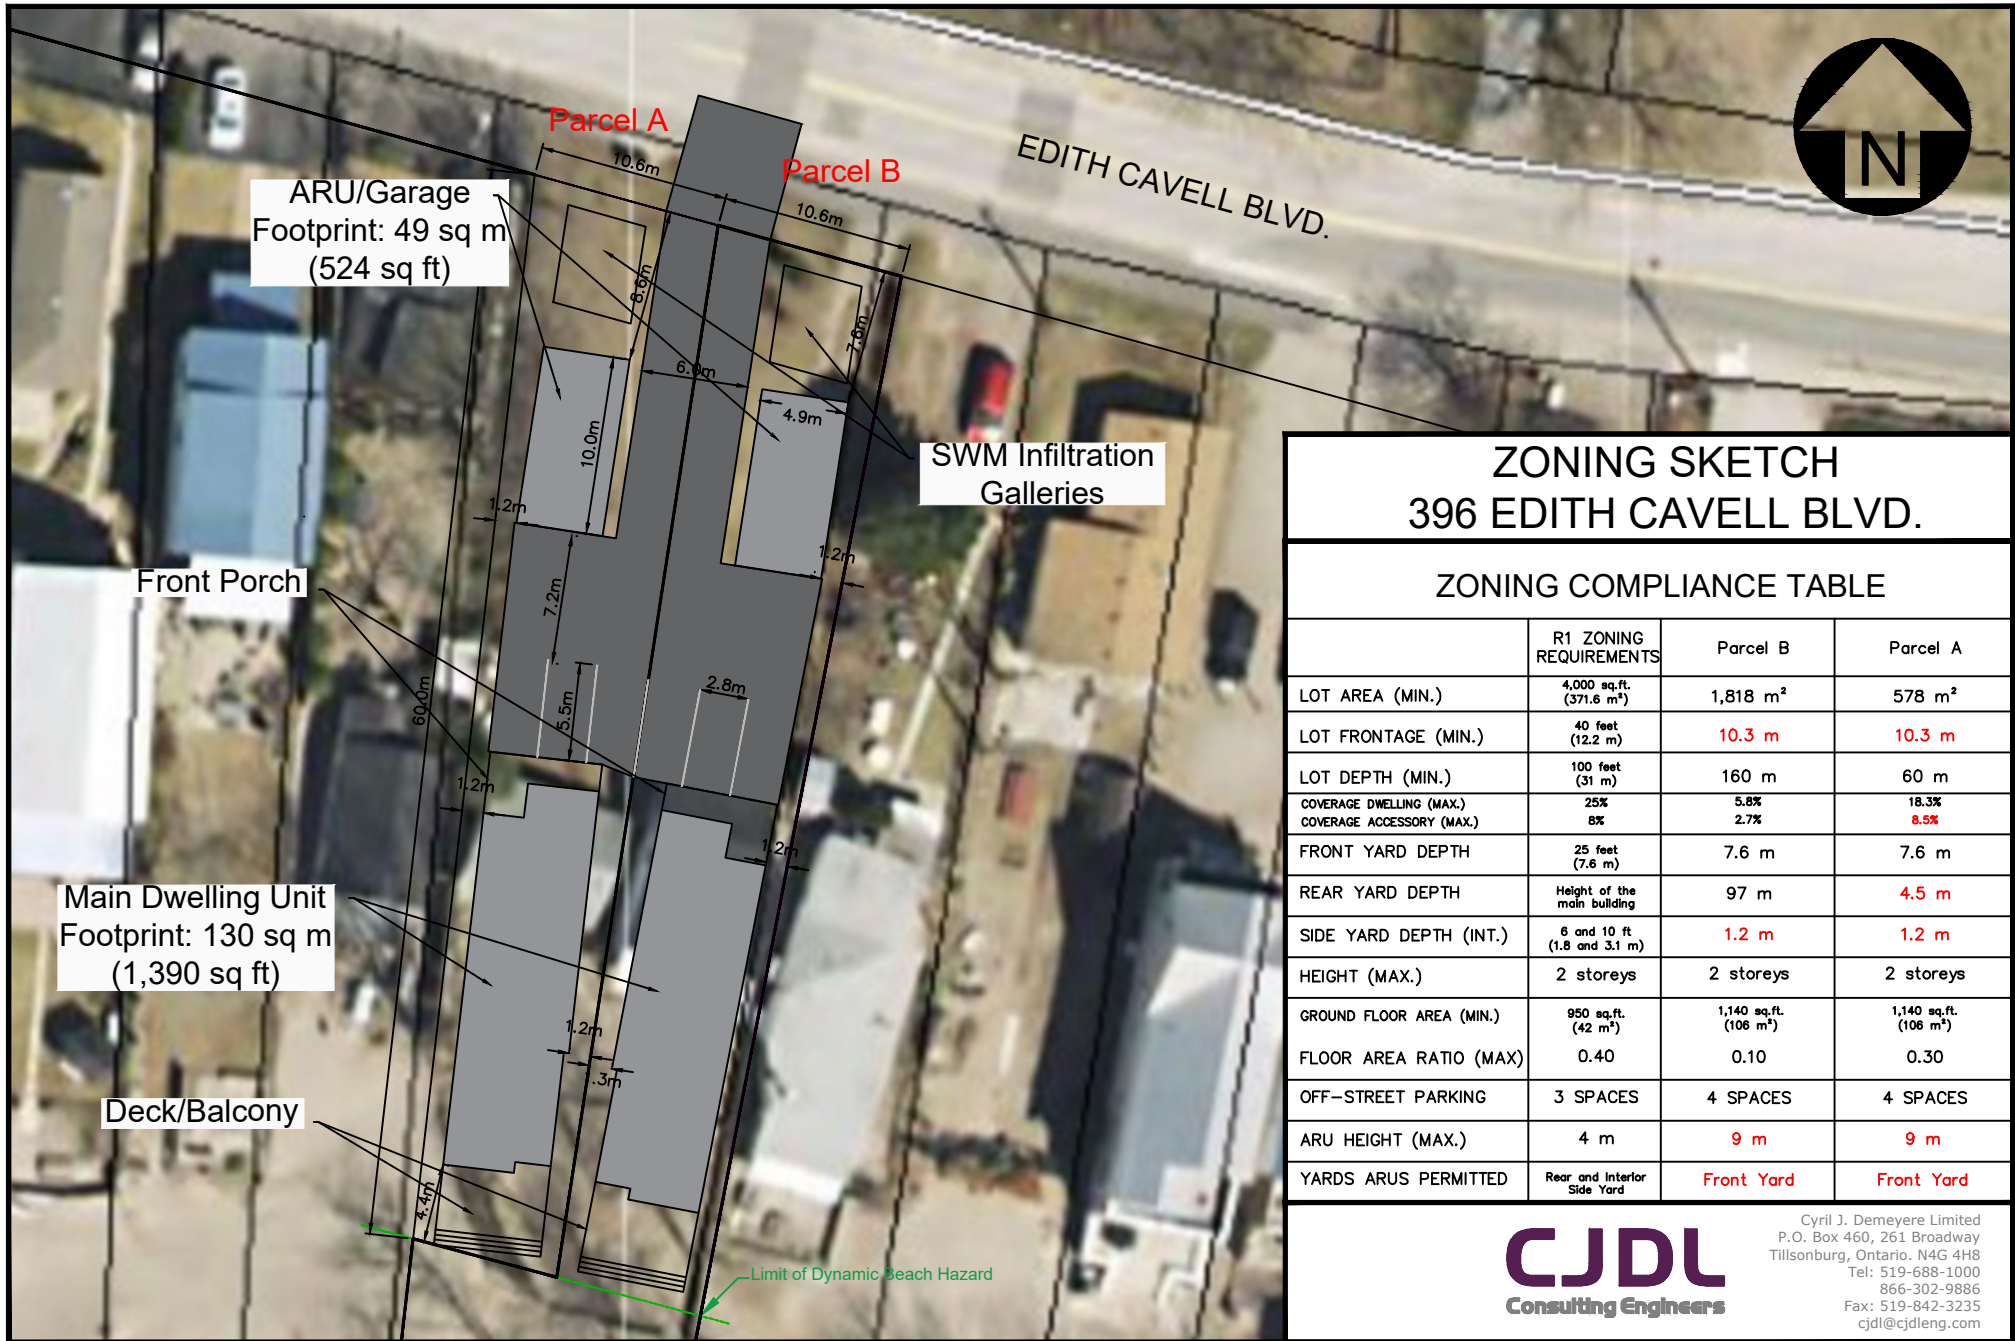 Parcel A
10.6m
Parcel B
10.6m
EDITH CAVELL BLVD.
N
ARU/Garage
Footprint: 49 sq m
(524 sq ft)
8.6m
7.6m
6.0m
4.9m
10.0m
SWM Infiltration
Galleries
1.2m
1.2m
Front Porch
7.2m
60.0m
5.5m
2.8m
1.2m
1.2m
Main Dwelling Unit
Footprint: 130 sq m
(1,390 sq ft)
1.2m
1.3m
Deck/Balcony
4.4m
Limit of Dynamic Beach Hazard
ZONING SKETCH
396 EDITH CAVELL BLVD.
ZONING COMPLIANCE TABLE
R1 ZONING REQUIREMENTS Parcel B Parcel A
LOT AREA (MIN.) 4,000 sq.ft. (371.6 m²) 1,818 m² 578 m²
LOT FRONTAGE (MIN.) 40 feet (12.2 m) 10.3 m 10.3 m
LOT DEPTH (MIN.) 100 feet (31 m) 160 m 60 m
COVERAGE DWELLING (MAX.) 25% 5.8% 18.3%
COVERAGE ACCESSORY (MAX.) 8% 2.7% 8.5%
FRONT YARD DEPTH 25 feet (7.6 m) 7.6 m 7.6 m
REAR YARD DEPTH Height of the main building 97 m 4.5 m
SIDE YARD DEPTH (INT.) 6 and 10 ft (1.8 and 3.1 m) 1.2 m 1.2 m
HEIGHT (MAX.) 2 storeys 2 storeys 2 storeys
GROUND FLOOR AREA (MIN.) 950 sq.ft. (42 m²) 1,140 sq.ft. (106 m²) 1,140 sq.ft. (106 m²)
FLOOR AREA RATIO (MAX) 0.40 0.10 0.30
OFF-STREET PARKING 3 SPACES 4 SPACES 4 SPACES
ARU HEIGHT (MAX.) 4 m 9 m 9 m
YARDS ARUS PERMITTED Rear and Interior Side Yard Front Yard Front Yard
CJDL
Consulting Engineers
Cyril J. Demeyere Limited
P.O. Box 460, 261 Broadway
Tillsonburg, Ontario. N4G 4H8
Tel: 519-688-1000
866-302-9886
Fax: 519-842-3235
cjdl@cjdleng.com